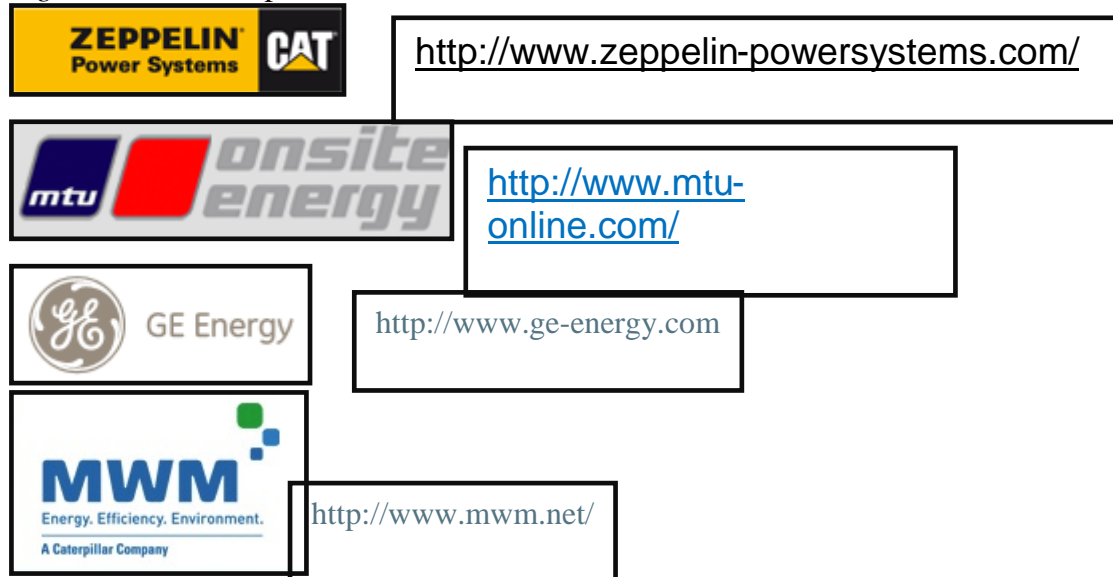 ZEPPELIN
Power Systems
CAT
http://www.zeppelin-powersystems.com/
mtu
onsite
energy
http://www.mtu-
online.com/
GE
GE Energy
http://www.ge-energy.com
MWM
Energy. Efficiency. Environment.
A Caterpillar Company
http://www.mwm.net/